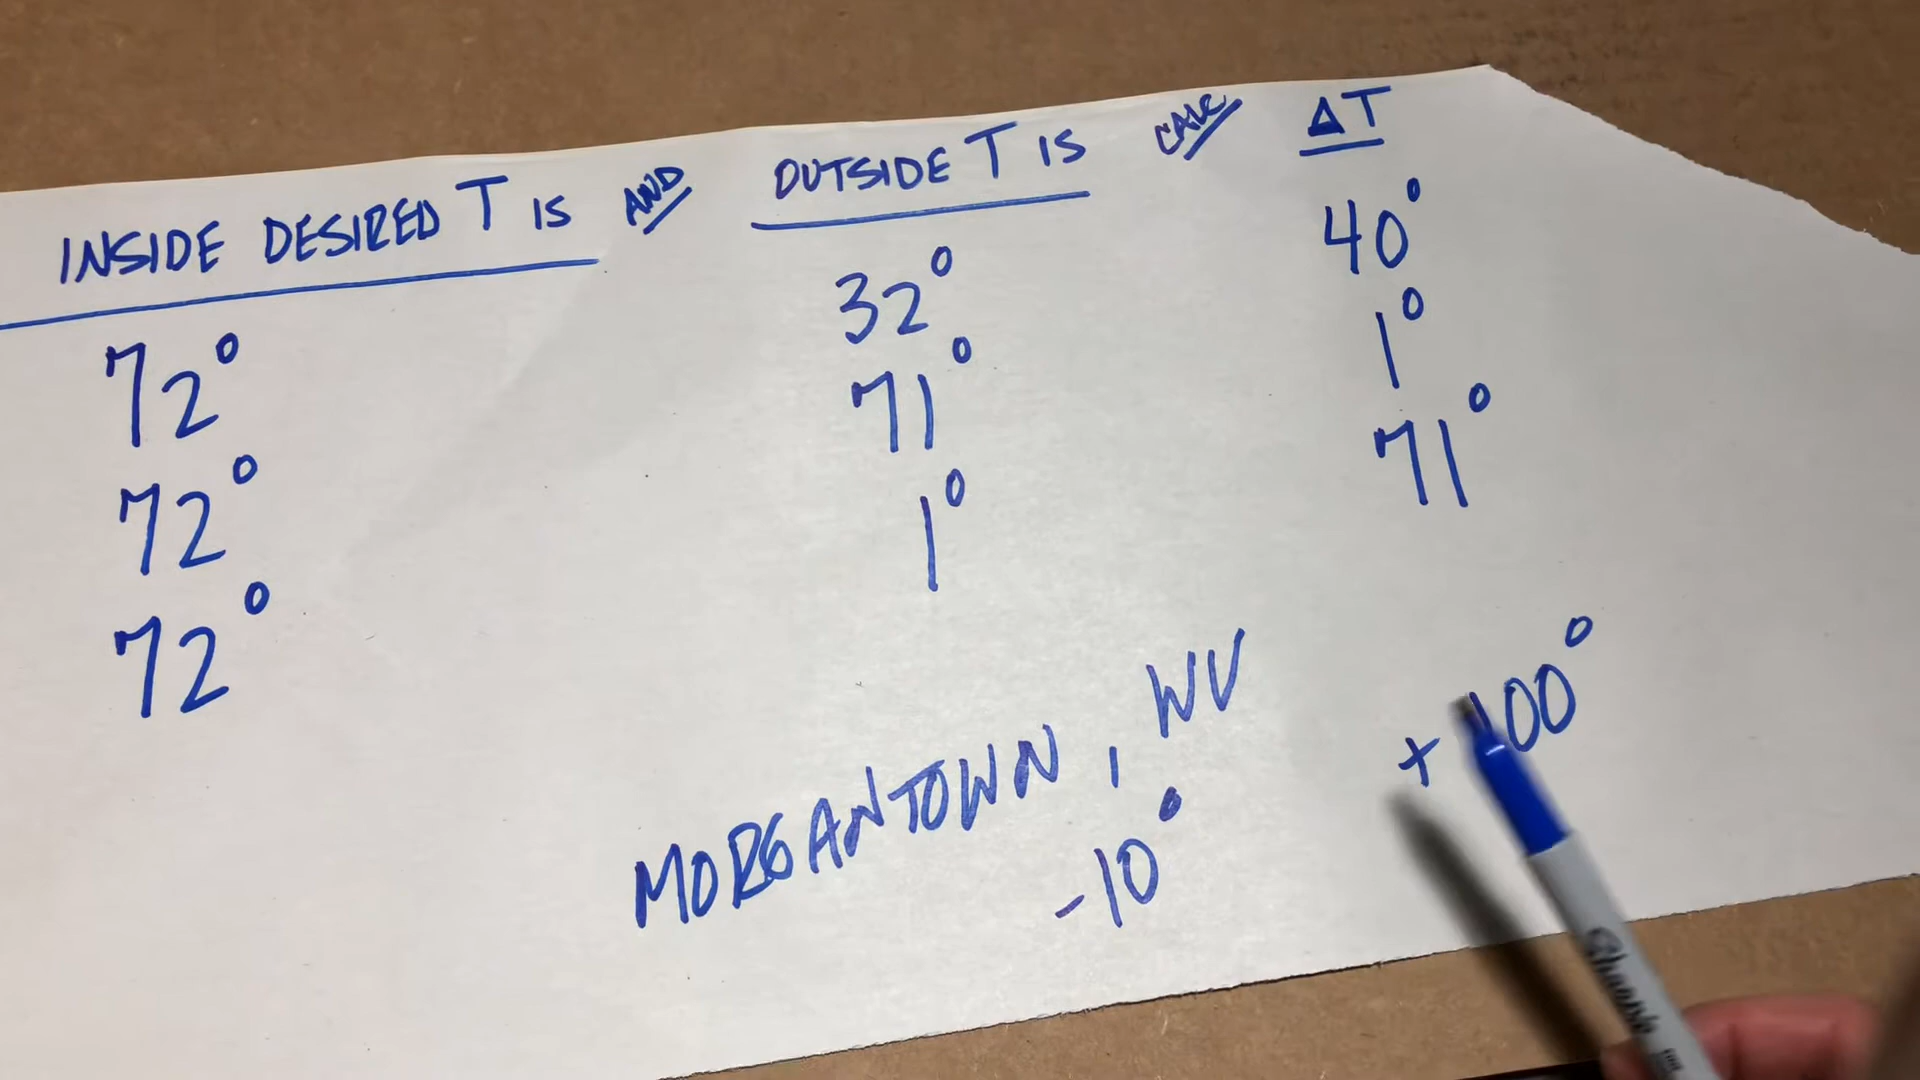 INSIDE DESIRED T IS AND OUTSIDE T IS CALC ΔT
72° 32° 40°
72° 71° 1°
72° 1° 71°
MORGANTOWN, WV
-10°
+100°
Sharpie